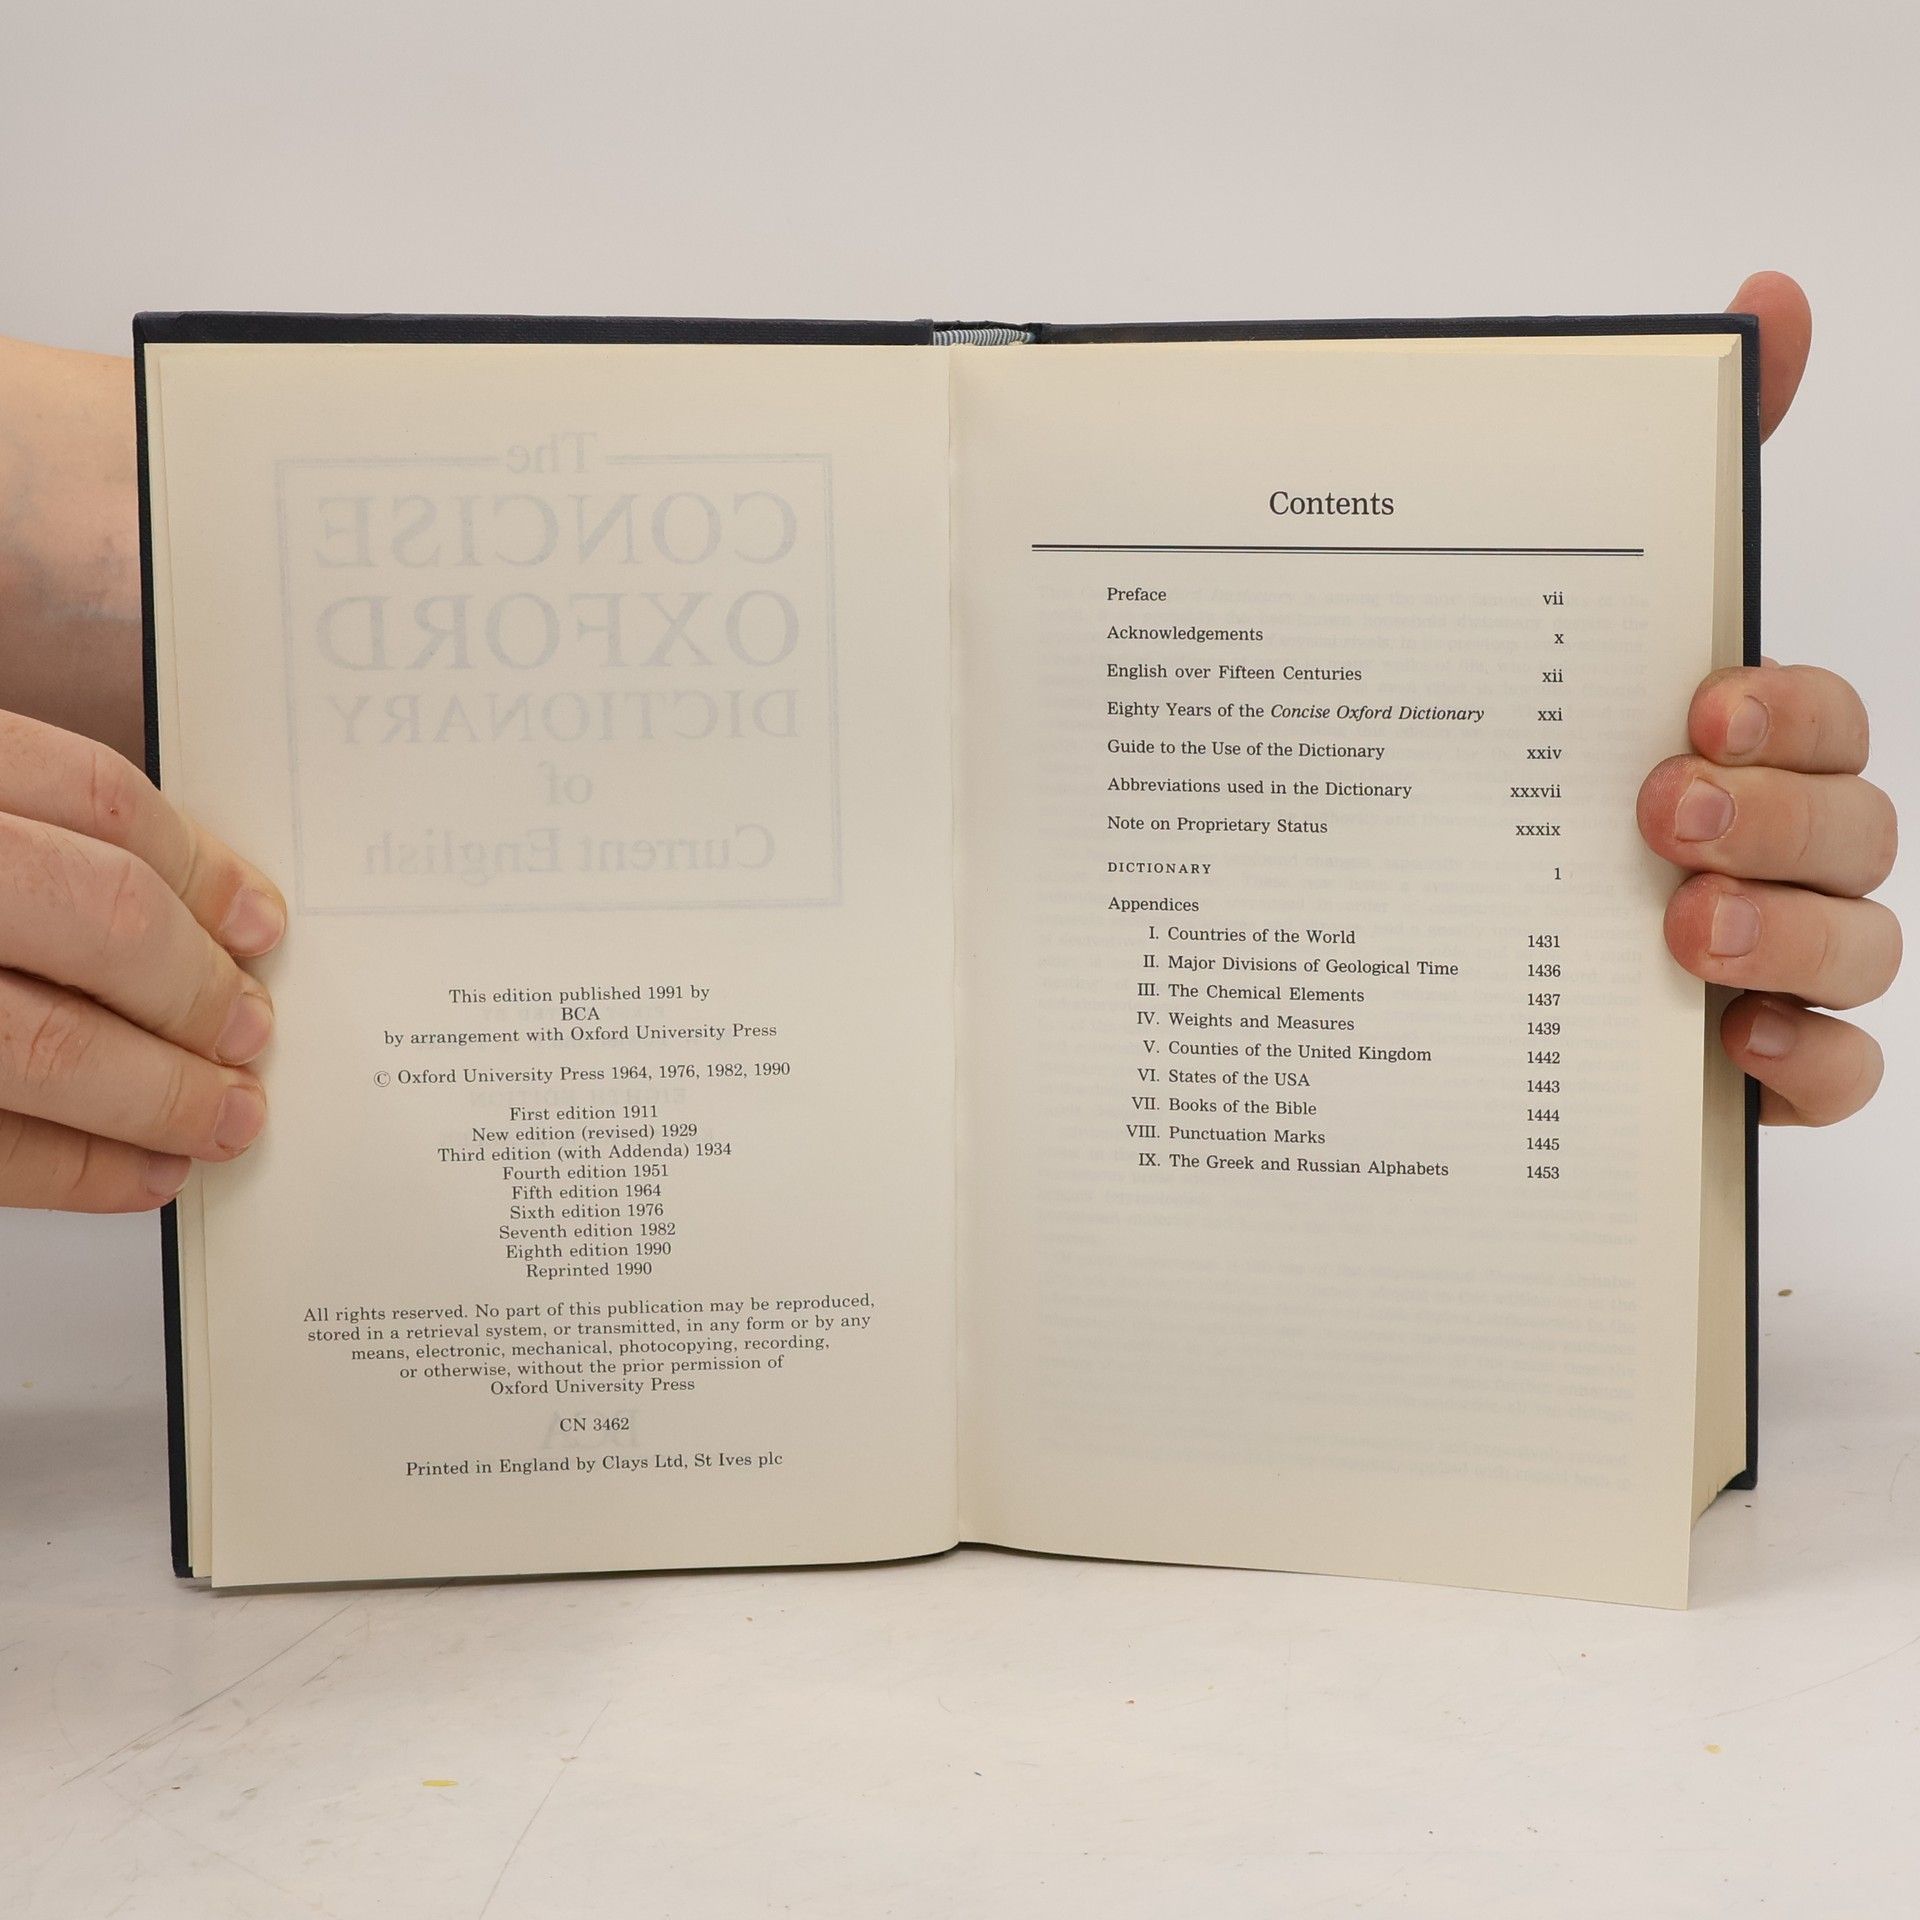 The
CONCISE
OXFORD
DICTIONARY
of
Current English
This edition published 1991 by
BCA
by arrangement with Oxford University Press
© Oxford University Press 1964, 1976, 1982, 1990
First edition 1911
New edition (revised) 1929
Third edition (with Addenda) 1934
Fourth edition 1951
Fifth edition 1964
Sixth edition 1976
Seventh edition 1982
Eighth edition 1990
Reprinted 1990
All rights reserved. No part of this publication may be reproduced,
stored in a retrieval system, or transmitted, in any form or by any
means, electronic, mechanical, photocopying, recording,
or otherwise, without the prior permission of
Oxford University Press
CN 3462
Printed in England by Clays Ltd, St Ives plc
Contents
Preface vii
Acknowledgements x
English over Fifteen Centuries xii
Eighty Years of the Concise Oxford Dictionary xxi
Guide to the Use of the Dictionary xxiv
Abbreviations used in the Dictionary xxxvii
Note on Proprietary Status xxxix
DICTIONARY 1
Appendices
I. Countries of the World 1431
II. Major Divisions of Geological Time 1436
III. The Chemical Elements 1437
IV. Weights and Measures 1439
V. Counties of the United Kingdom 1442
VI. States of the USA 1443
VII. Books of the Bible 1444
VIII. Punctuation Marks 1445
IX. The Greek and Russian Alphabets 1453